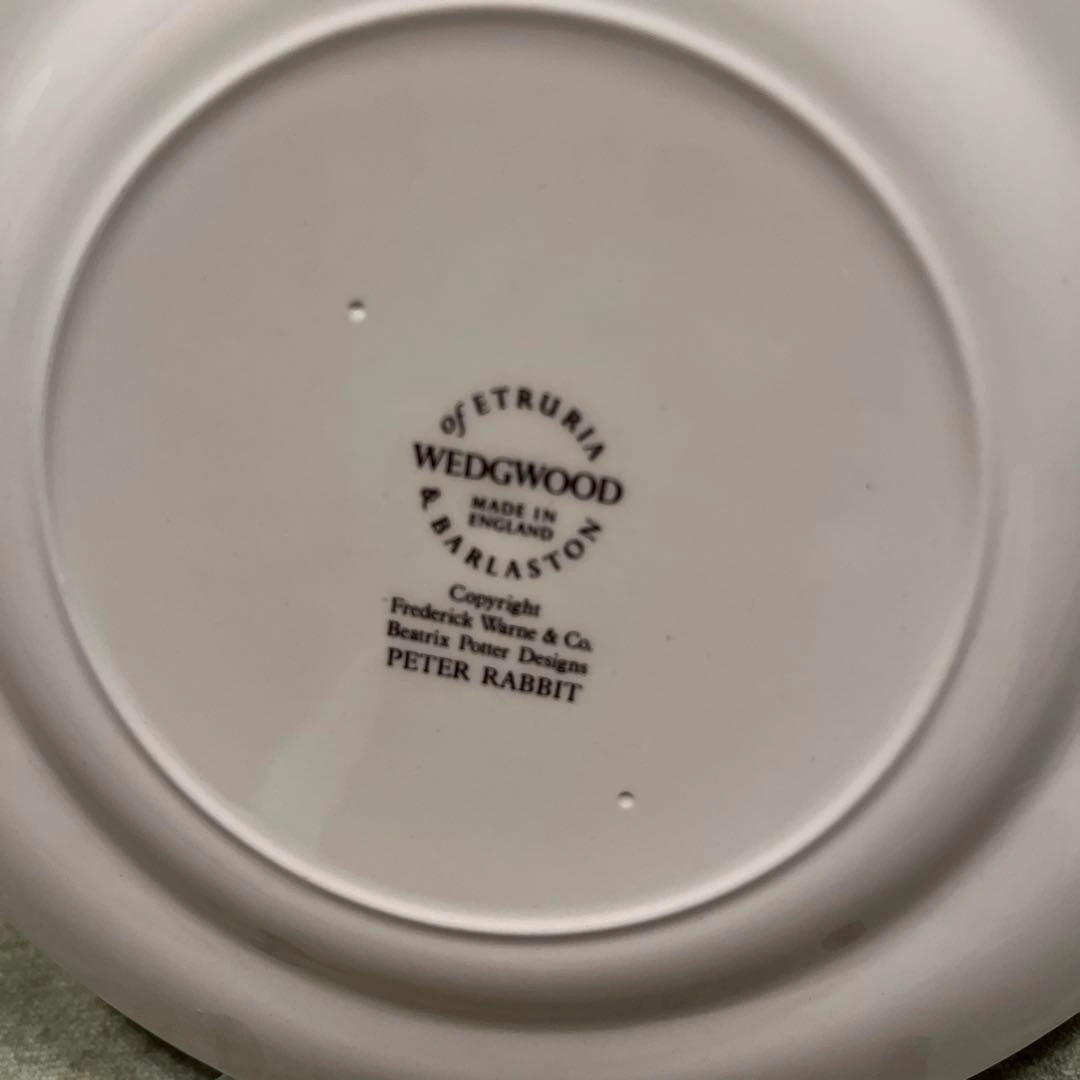 of ETRURIA
WEDGWOOD
MADE IN
ENGLAND
& BARLASTON
Copyright
Frederick Warne & Co.
Beatrix Potter Designs
PETER RABBIT